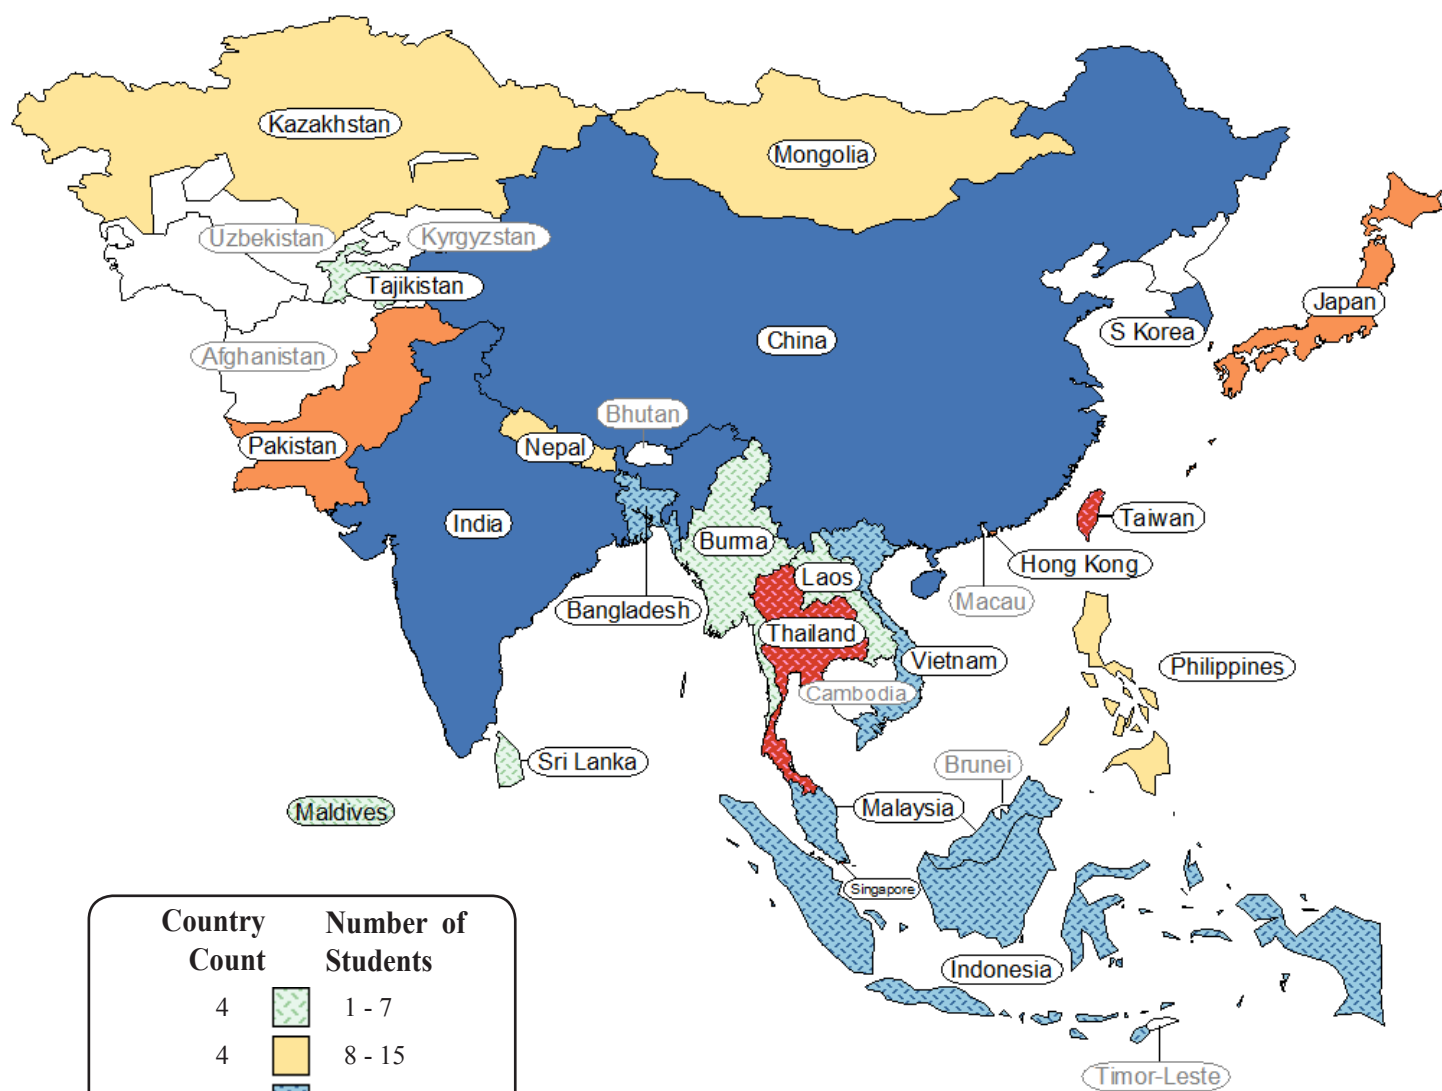 Kazakhstan
Mongolia
Uzbekistan
Kyrgyzstan
Tajikistan
Japan
S Korea
China
Afghanistan
Bhutan
Pakistan
Nepal
India
Taiwan
Burma
Hong Kong
Laos
Macau
Bangladesh
Thailand
Vietnam
Philippines
Cambodia
Sri Lanka
Brunei
Maldives
Malaysia
Singapore
Indonesia
Timor-Leste
Country Number of
Count Students
4 1 - 7
4 8 - 15